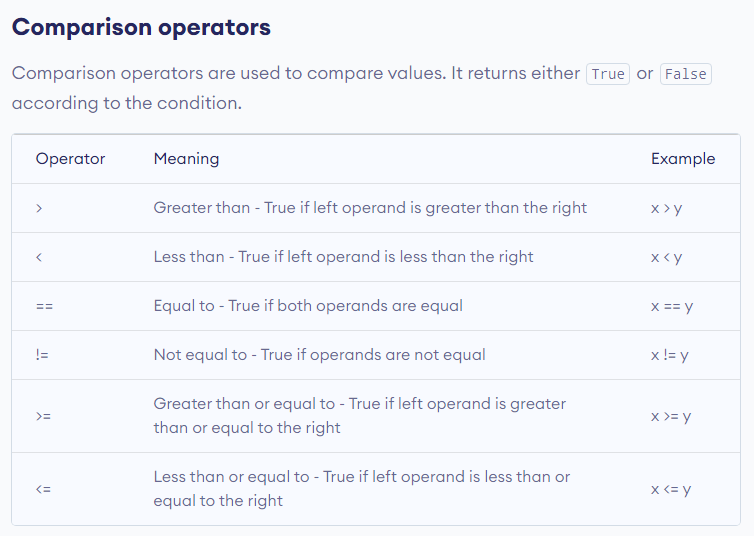 Comparison operators
Comparison operators are used to compare values. It returns either True or False
according to the condition.
Operator Meaning Example
> Greater than - True if left operand is greater than the right x > y
< Less than - True if left operand is less than the right x < y
== Equal to - True if both operands are equal x == y
!= Not equal to - True if operands are not equal x != y
>= Greater than or equal to - True if left operand is greater
than or equal to the right x >= y
<= Less than or equal to - True if left operand is less than or
equal to the right x <= y